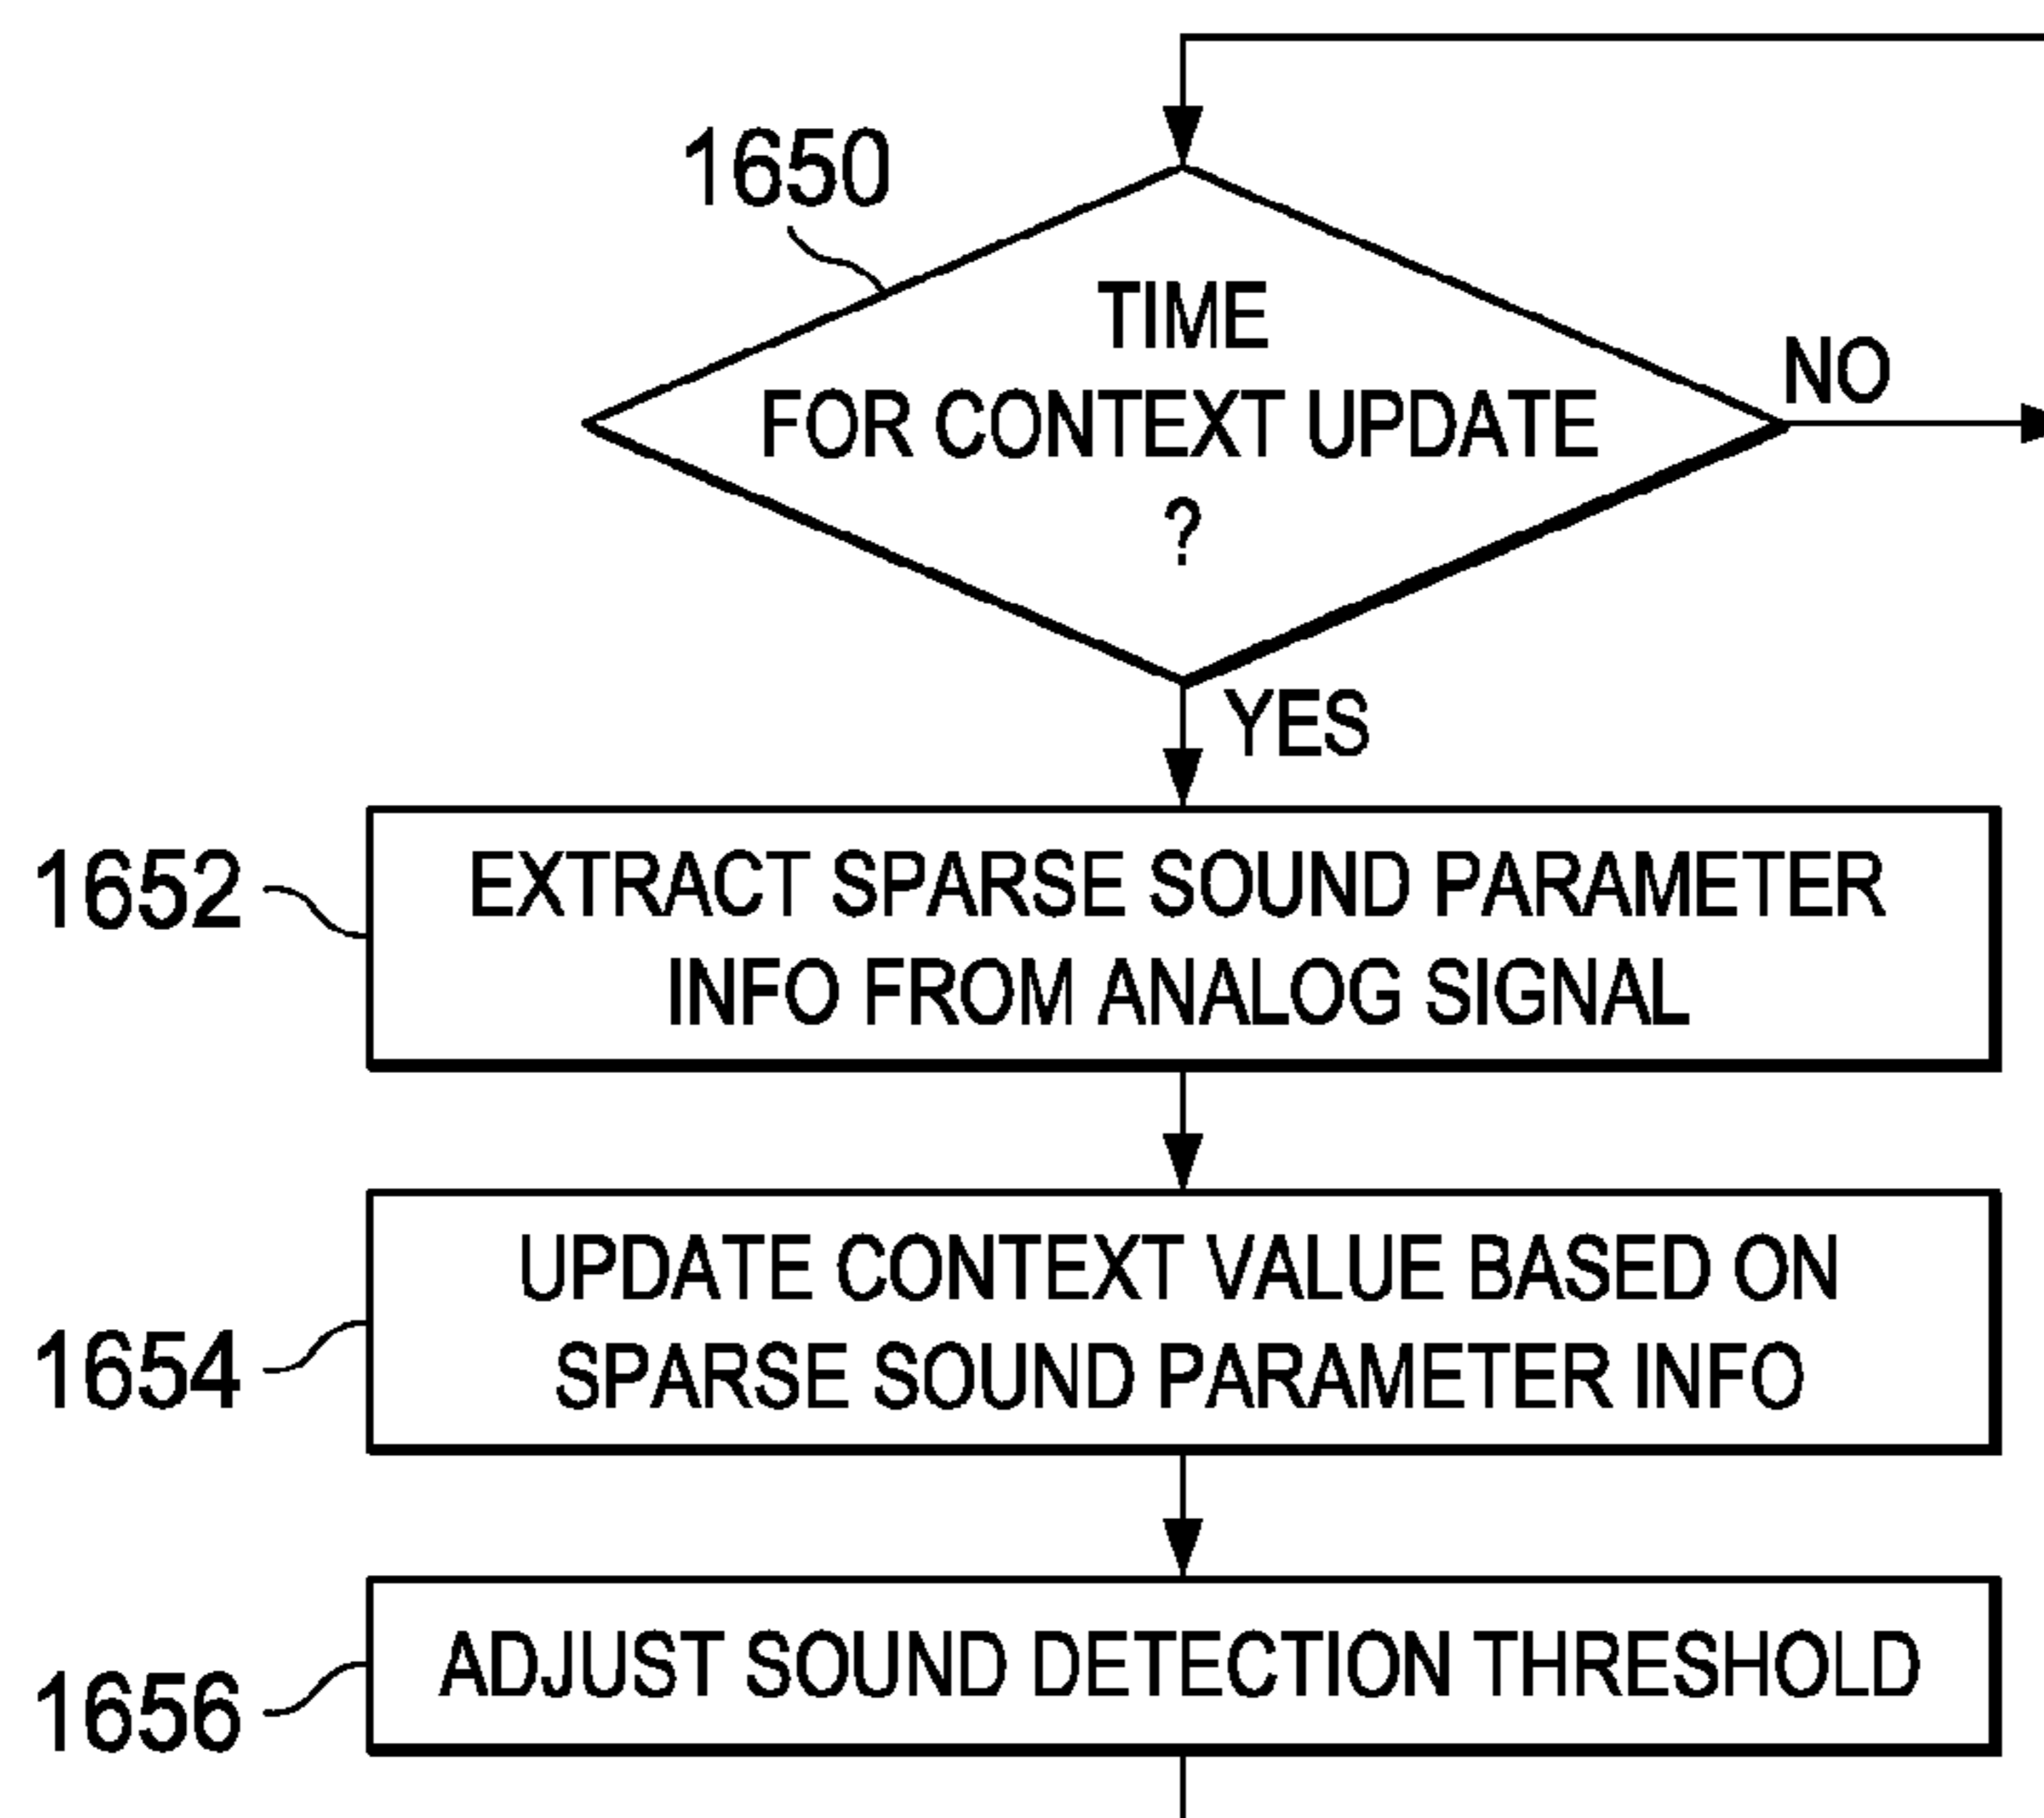 1650
TIME
FOR CONTEXT UPDATE
?
NO
YES
1652
EXTRACT SPARSE SOUND PARAMETER
INFO FROM ANALOG SIGNAL
1654
UPDATE CONTEXT VALUE BASED ON
SPARSE SOUND PARAMETER INFO
1656
ADJUST SOUND DETECTION THRESHOLD